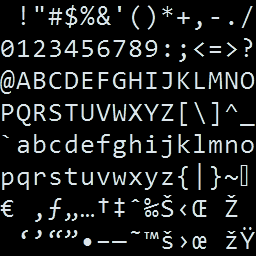 !"#$%&'()*+,-./
0123456789:;<=>?
@ABCDEFGHIJKLMNO
PQRSTUVWXYZ[\]^_
`abcdefghijklmno
pqrstuvwxyz{|}~▯
€ ‚ƒ„…†‡ˆ‰Š‹Œ Ž
 ‘’“”•–—˜™š›œ žŸ